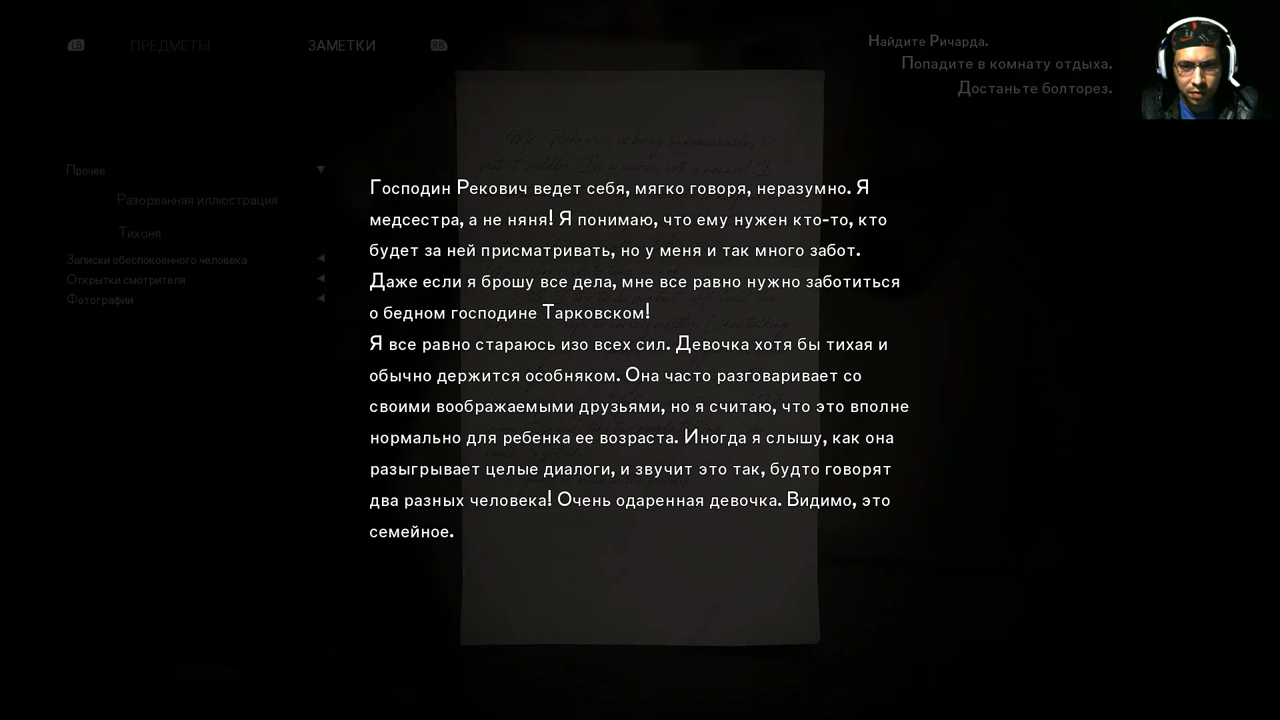 LB
ПРЕДМЕТЫ
ЗАМЕТКИ
RB
Найдите Ричарда.
Попадите в комнату отдыха.
Достаньте болторез.
Прочее
Разорванная иллюстрация
Тихоня
Записки обеспокоенного человека
Открытки смотрителя
Фотографии
Господин Рекович ведет себя, мягко говоря, неразумно. Я
медсестра, а не няня! Я понимаю, что ему нужен кто-то, кто
будет за ней присматривать, но у меня и так много забот.
Даже если я брошу все дела, мне все равно нужно заботиться
о бедном господине Тарковском!
Я все равно стараюсь изо всех сил. Девочка хотя бы тихая и
обычно держится особняком. Она часто разговаривает со
своими воображаемыми друзьями, но я считаю, что это вполне
нормально для ребенка ее возраста. Иногда я слышу, как она
разыгрывает целые диалоги, и звучит это так, будто говорят
два разных человека! Очень одаренная девочка. Видимо, это
семейное.